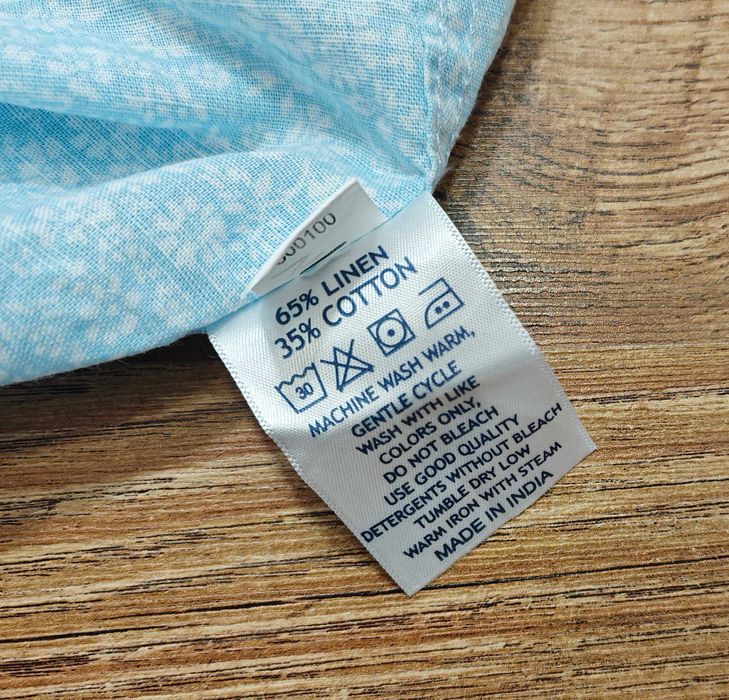 00100
65% LINEN
35% COTTON
30
MACHINE WASH WARM,
GENTLE CYCLE
WASH WITH LIKE
COLORS ONLY,
DO NOT BLEACH
USE GOOD QUALITY
DETERGENTS WITHOUT BLEACH
TUMBLE DRY LOW
WARM IRON WITH STEAM
MADE IN INDIA